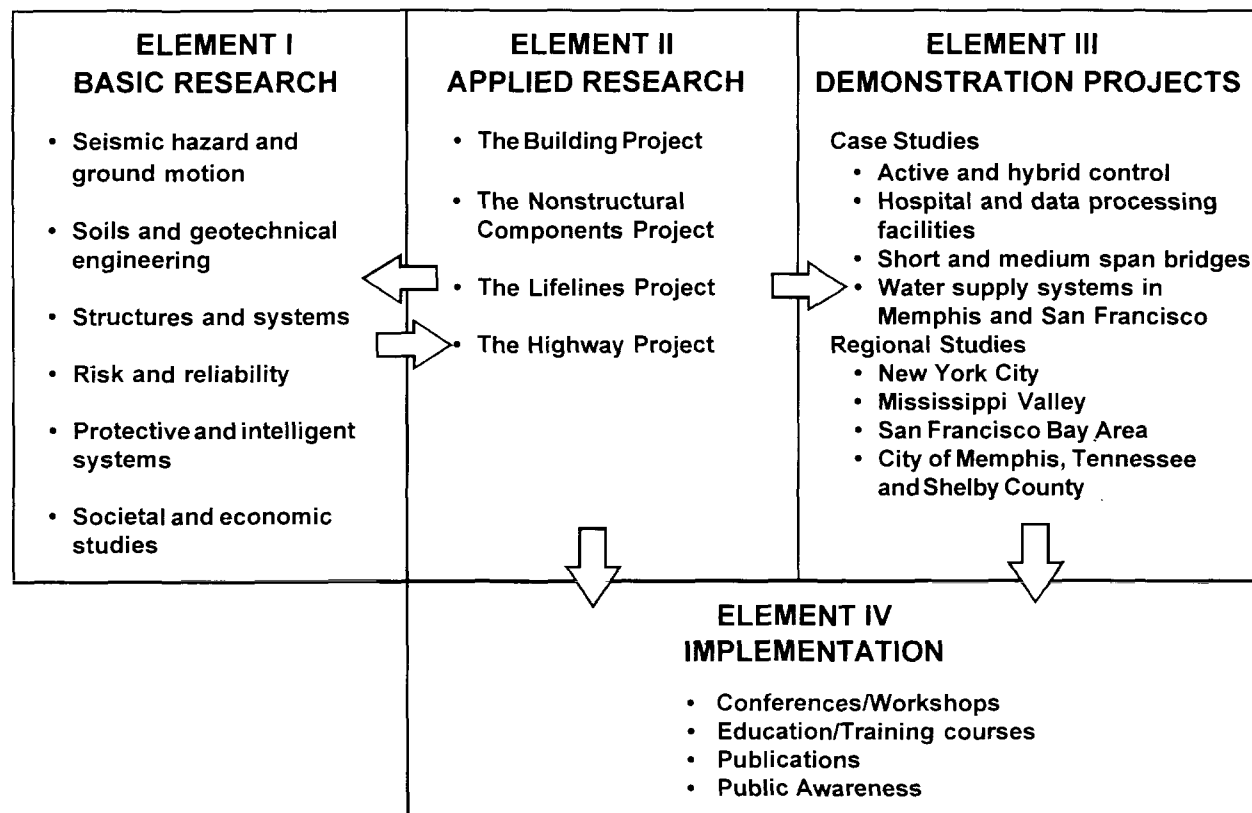 ELEMENT I
BASIC RESEARCH
• Seismic hazard and
ground motion
• Soils and geotechnical
engineering
• Structures and systems
• Risk and reliability
• Protective and intelligent
systems
• Societal and economic
studies
ELEMENT II
APPLIED RESEARCH
• The Building Project
• The Nonstructural
Components Project
• The Lifelines Project
• The Highway Project
ELEMENT III
DEMONSTRATION PROJECTS
Case Studies
• Active and hybrid control
• Hospital and data processing
facilities
• Short and medium span bridges
• Water supply systems in
Memphis and San Francisco
Regional Studies
• New York City
• Mississippi Valley
• San Francisco Bay Area
• City of Memphis, Tennessee
and Shelby County
ELEMENT IV
IMPLEMENTATION
• Conferences/Workshops
• Education/Training courses
• Publications
• Public Awareness